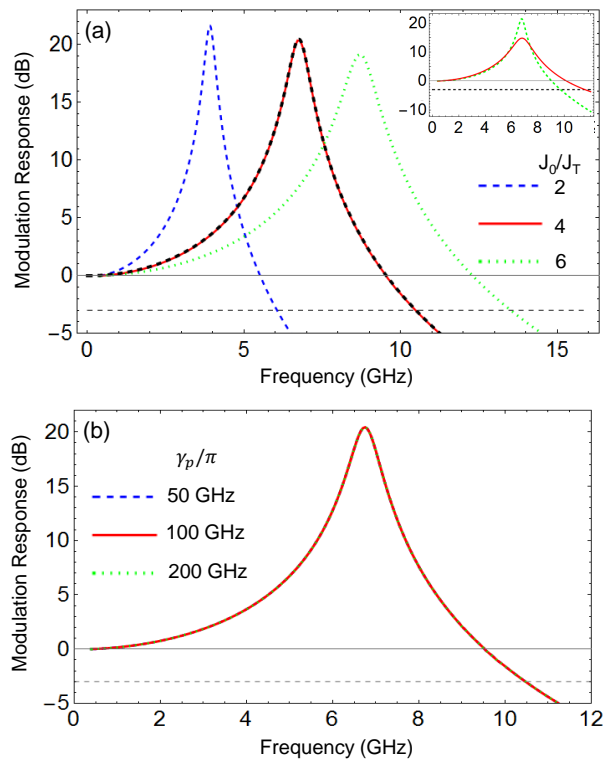 (a)
Modulation Response (dB)
20
15
10
5
0
−5
0 5 10 15
Frequency (GHz)
20
10
0
−10
0 2 4 6 8 10
J₀/J_T
2
4
6
(b)
Modulation Response (dB)
20
15
10
5
0
−5
0 2 4 6 8 10 12
Frequency (GHz)
γₚ/π
50 GHz
100 GHz
200 GHz